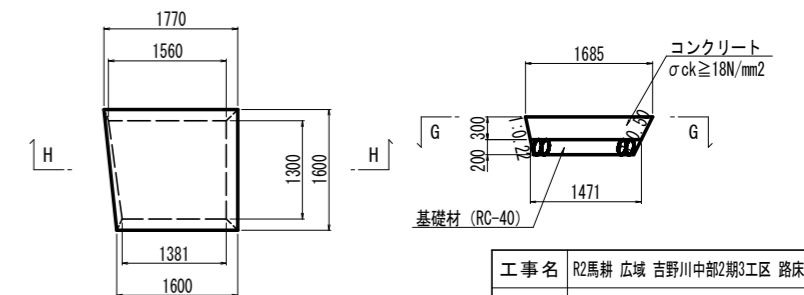 1770
1560
H
H
1300
1600
1381
1600
1685
コンクリート
σck≧18N/mm2
G
G
300
200
1:0.22
0.50
1471
基礎材 (RC-40)
工事名
R2馬耕 広域 吉野川中部2期3工区 路床